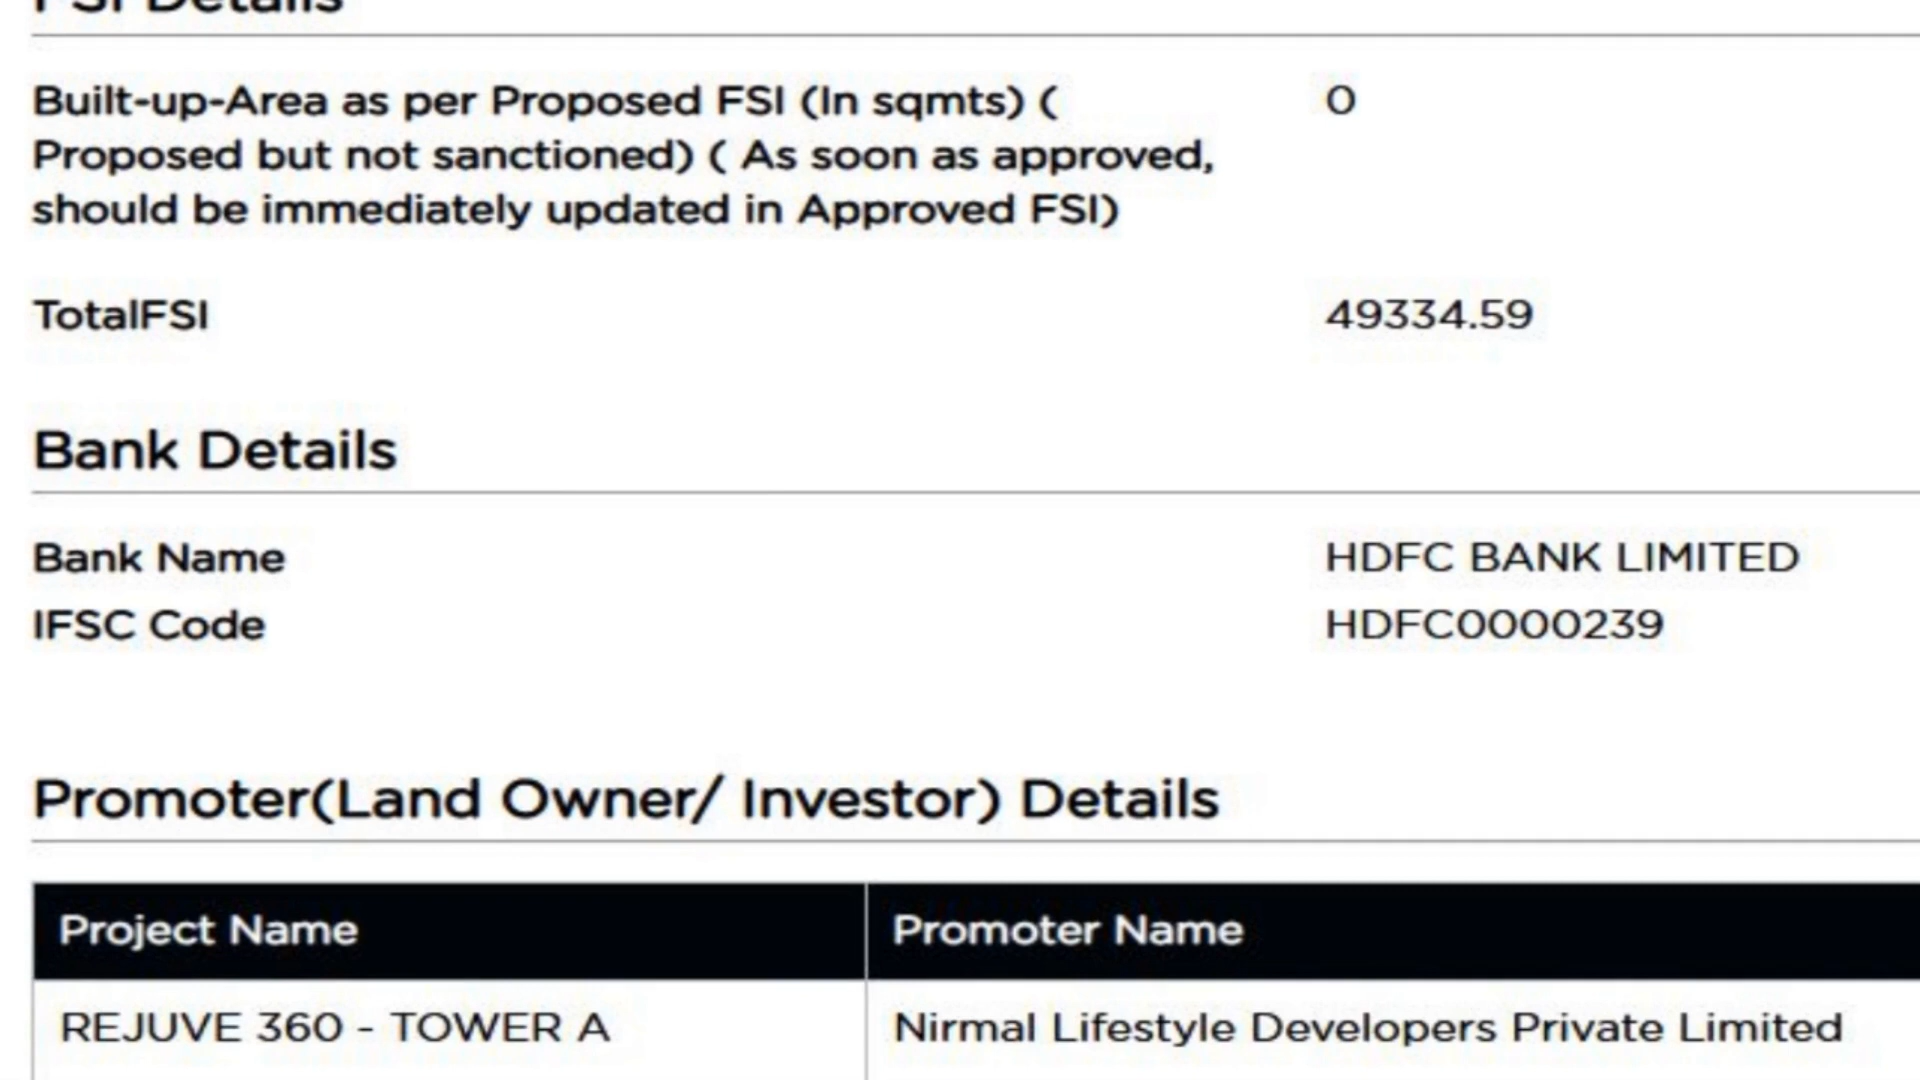 FSI Details
Built-up-Area as per Proposed FSI (In sqmts) ( 0
Proposed but not sanctioned) ( As soon as approved,
should be immediately updated in Approved FSI)
TotalFSI 49334.59
Bank Details
Bank Name HDFC BANK LIMITED
IFSC Code HDFC0000239
Promoter(Land Owner/ Investor) Details
Project Name Promoter Name
REJUVE 360 - TOWER A Nirmal Lifestyle Developers Private Limited